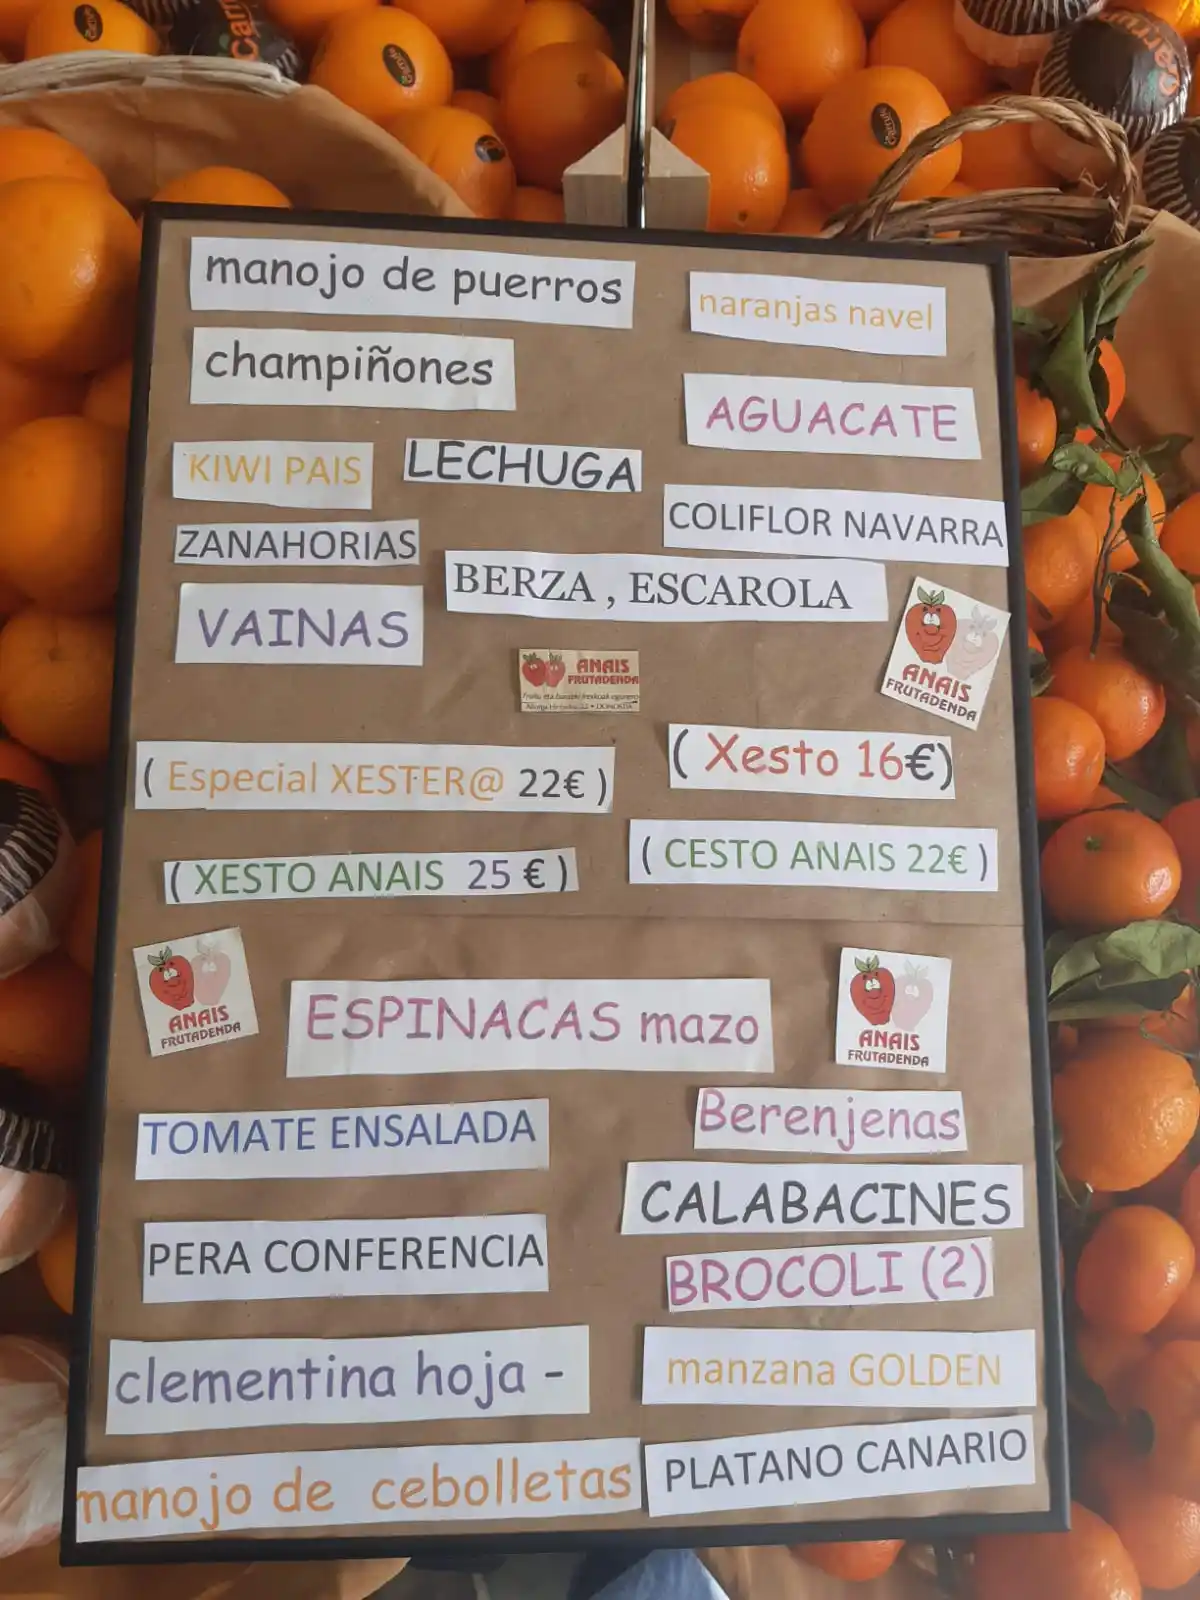 manojo de puerros
naranjas navel
champiñones
AGUACATE
KIWI PAIS
LECHUGA
COLIFLOR NAVARRA
ZANAHORIAS
BERZA , ESCAROLA
VAINAS
ANAIS
FRUTADENDA
DONOSTIA
ANAIS
FRUTADENDA
( Especial XESTER@ 22€ )
( Xesto 16€)
( XESTO ANAIS 25 € )
( CESTO ANAIS 22€ )
ANAIS
FRUTADENDA
ESPINACAS mazo
ANAIS
FRUTADENDA
TOMATE ENSALADA
Berenjenas
CALABACINES
PERA CONFERENCIA
BROCOLI (2)
clementina hoja -
manzana GOLDEN
manojo de cebolletas
PLATANO CANARIO